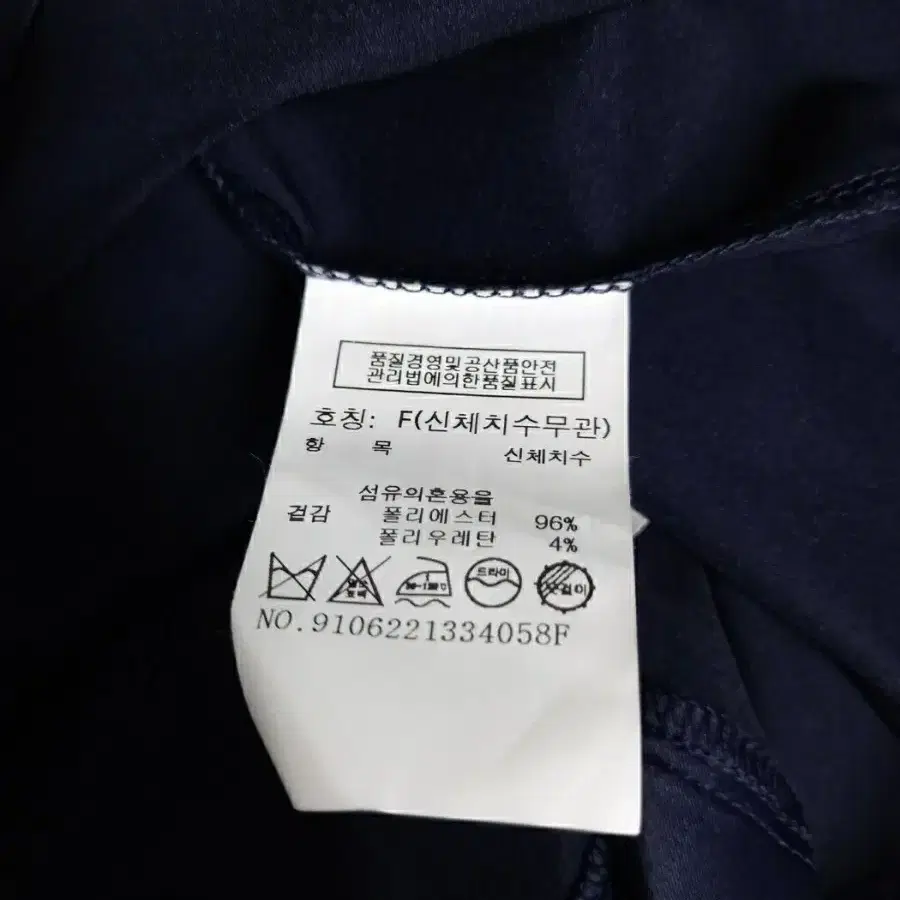 품질경영및공산품안전
관리법에의한품질표시
호칭: F(신체치수무관)
항 목 신체치수
섬유의혼용율
겉감 폴리에스터 96%
폴리우레탄 4%
드라이
옷걸이
NO.9106221334058F